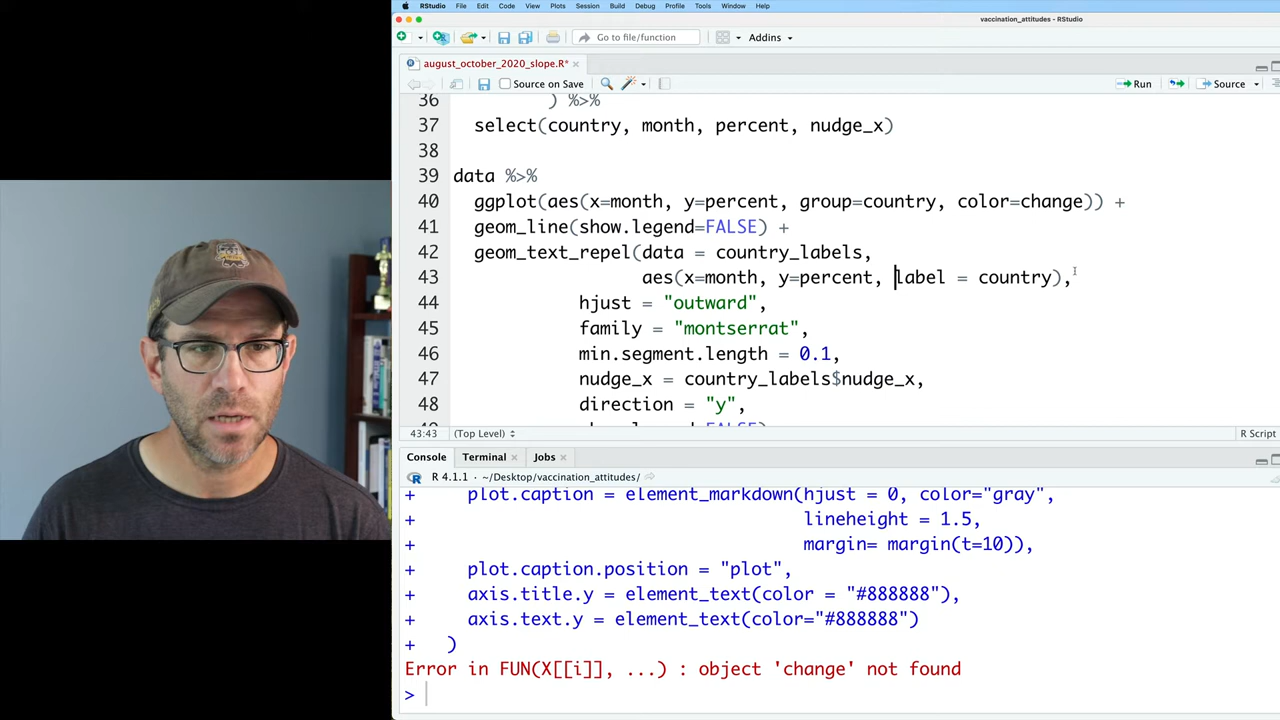 RStudio File Edit Code View Plots Session Build Debug Profile Tools Window Help
vaccination_attitudes - RStudio
Go to file/function Addins
august_october_2020_slope.R* ×
Source on Save Run Source
36 ) %>%
37 select(country, month, percent, nudge_x)
38
39 data %>%
40 ggplot(aes(x=month, y=percent, group=country, color=change)) +
41 geom_line(show.legend=FALSE) +
42 geom_text_repel(data = country_labels,
43 aes(x=month, y=percent, label = country),
44 hjust = "outward",
45 family = "montserrat",
46 min.segment.length = 0.1,
47 nudge_x = country_labels$nudge_x,
48 direction = "y",
43:43 (Top Level) R Script
Console Terminal × Jobs ×
R 4.1.1 · ~/Desktop/vaccination_attitudes/
+ plot.caption = element_markdown(hjust = 0, color="gray",
+ lineheight = 1.5,
+ margin= margin(t=10)),
+ plot.caption.position = "plot",
+ axis.title.y = element_text(color = "#888888"),
+ axis.text.y = element_text(color="#888888")
+ )
Error in FUN(X[[i]], ...) : object 'change' not found
>